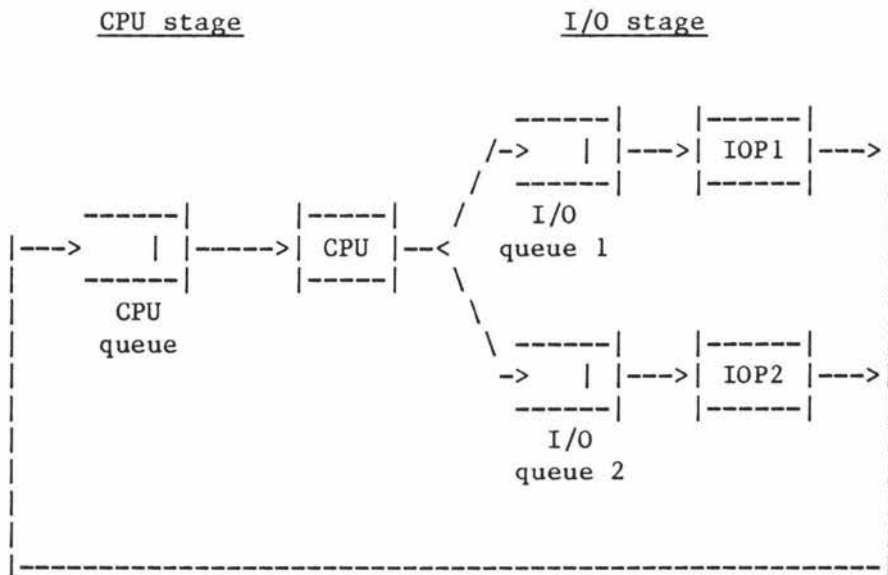 CPU stage
I/O stage
IOP1
I/O
queue 1
CPU
CPU
queue
IOP2
I/O
queue 2